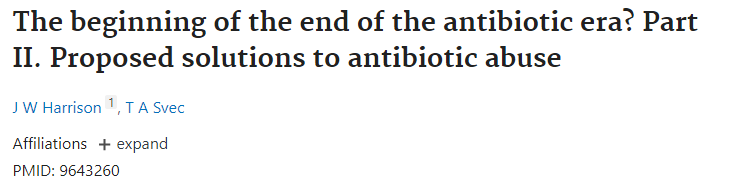 The beginning of the end of the antibiotic era? Part
II. Proposed solutions to antibiotic abuse
J W Harrison 1, T A Svec
Affiliations + expand
PMID: 9643260